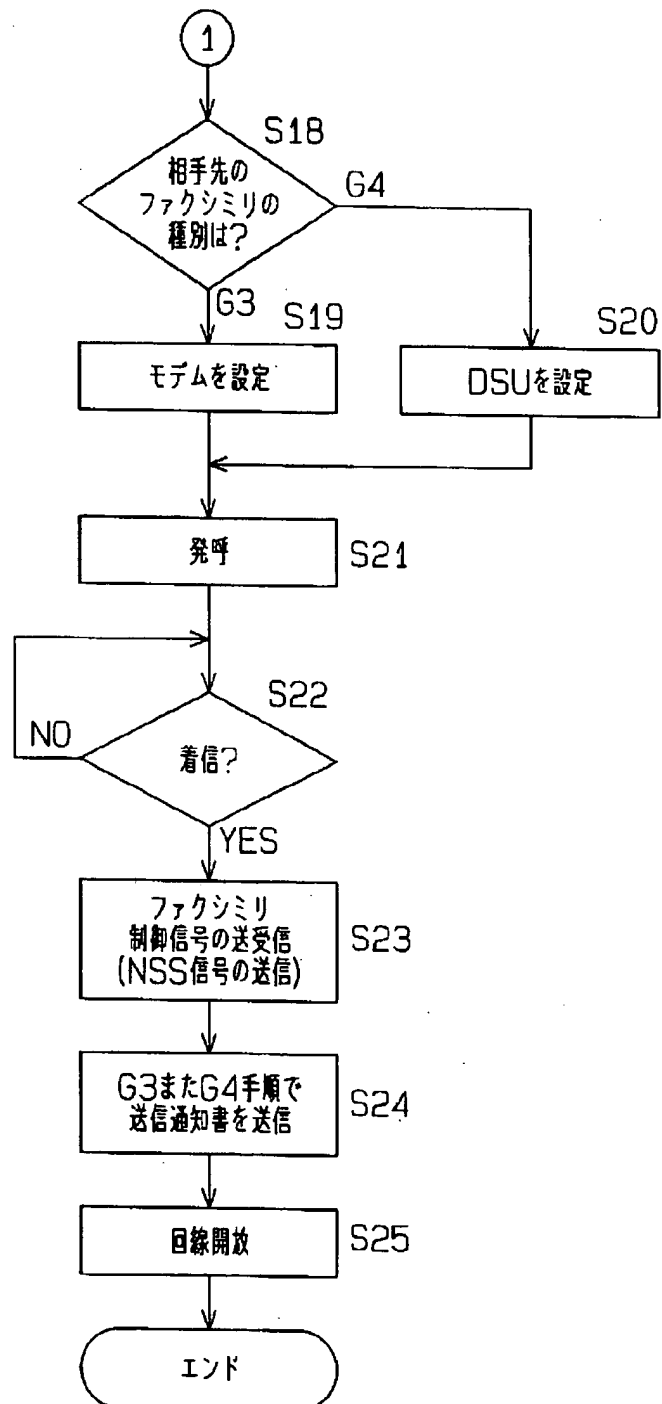 1
S18
相手先の
ファクシミリの
種別は?
G4
G3
S19
モデムを設定
S20
DSUを設定
発呼
S21
S22
着信?
NO
YES
ファクシミリ
制御信号の送受信
(NSS信号の送信)
S23
G3またG4手順で
送信通知書を送信
S24
回線開放
S25
エンド